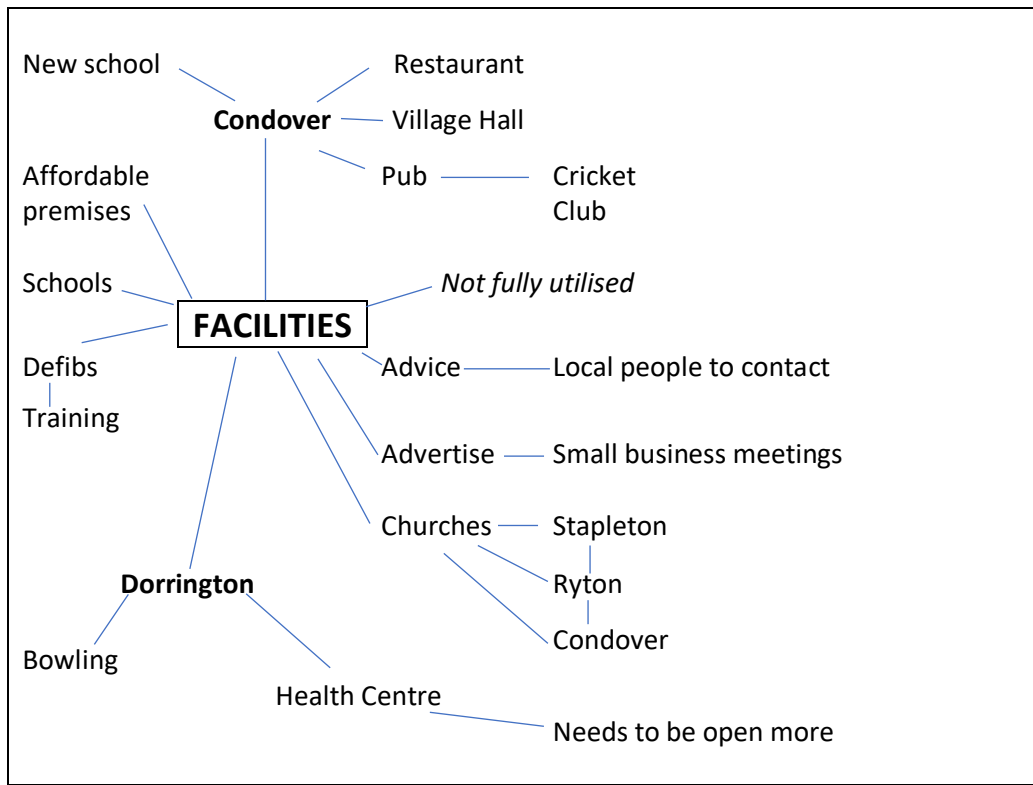 New school
Restaurant
Condover
Village Hall
Affordable
premises
Pub
Cricket
Club
Schools
Not fully utilised
FACILITIES
Defibs
Advice
Local people to contact
Training
Advertise
Small business meetings
Churches
Stapleton
Dorrington
Ryton
Condover
Bowling
Health Centre
Needs to be open more